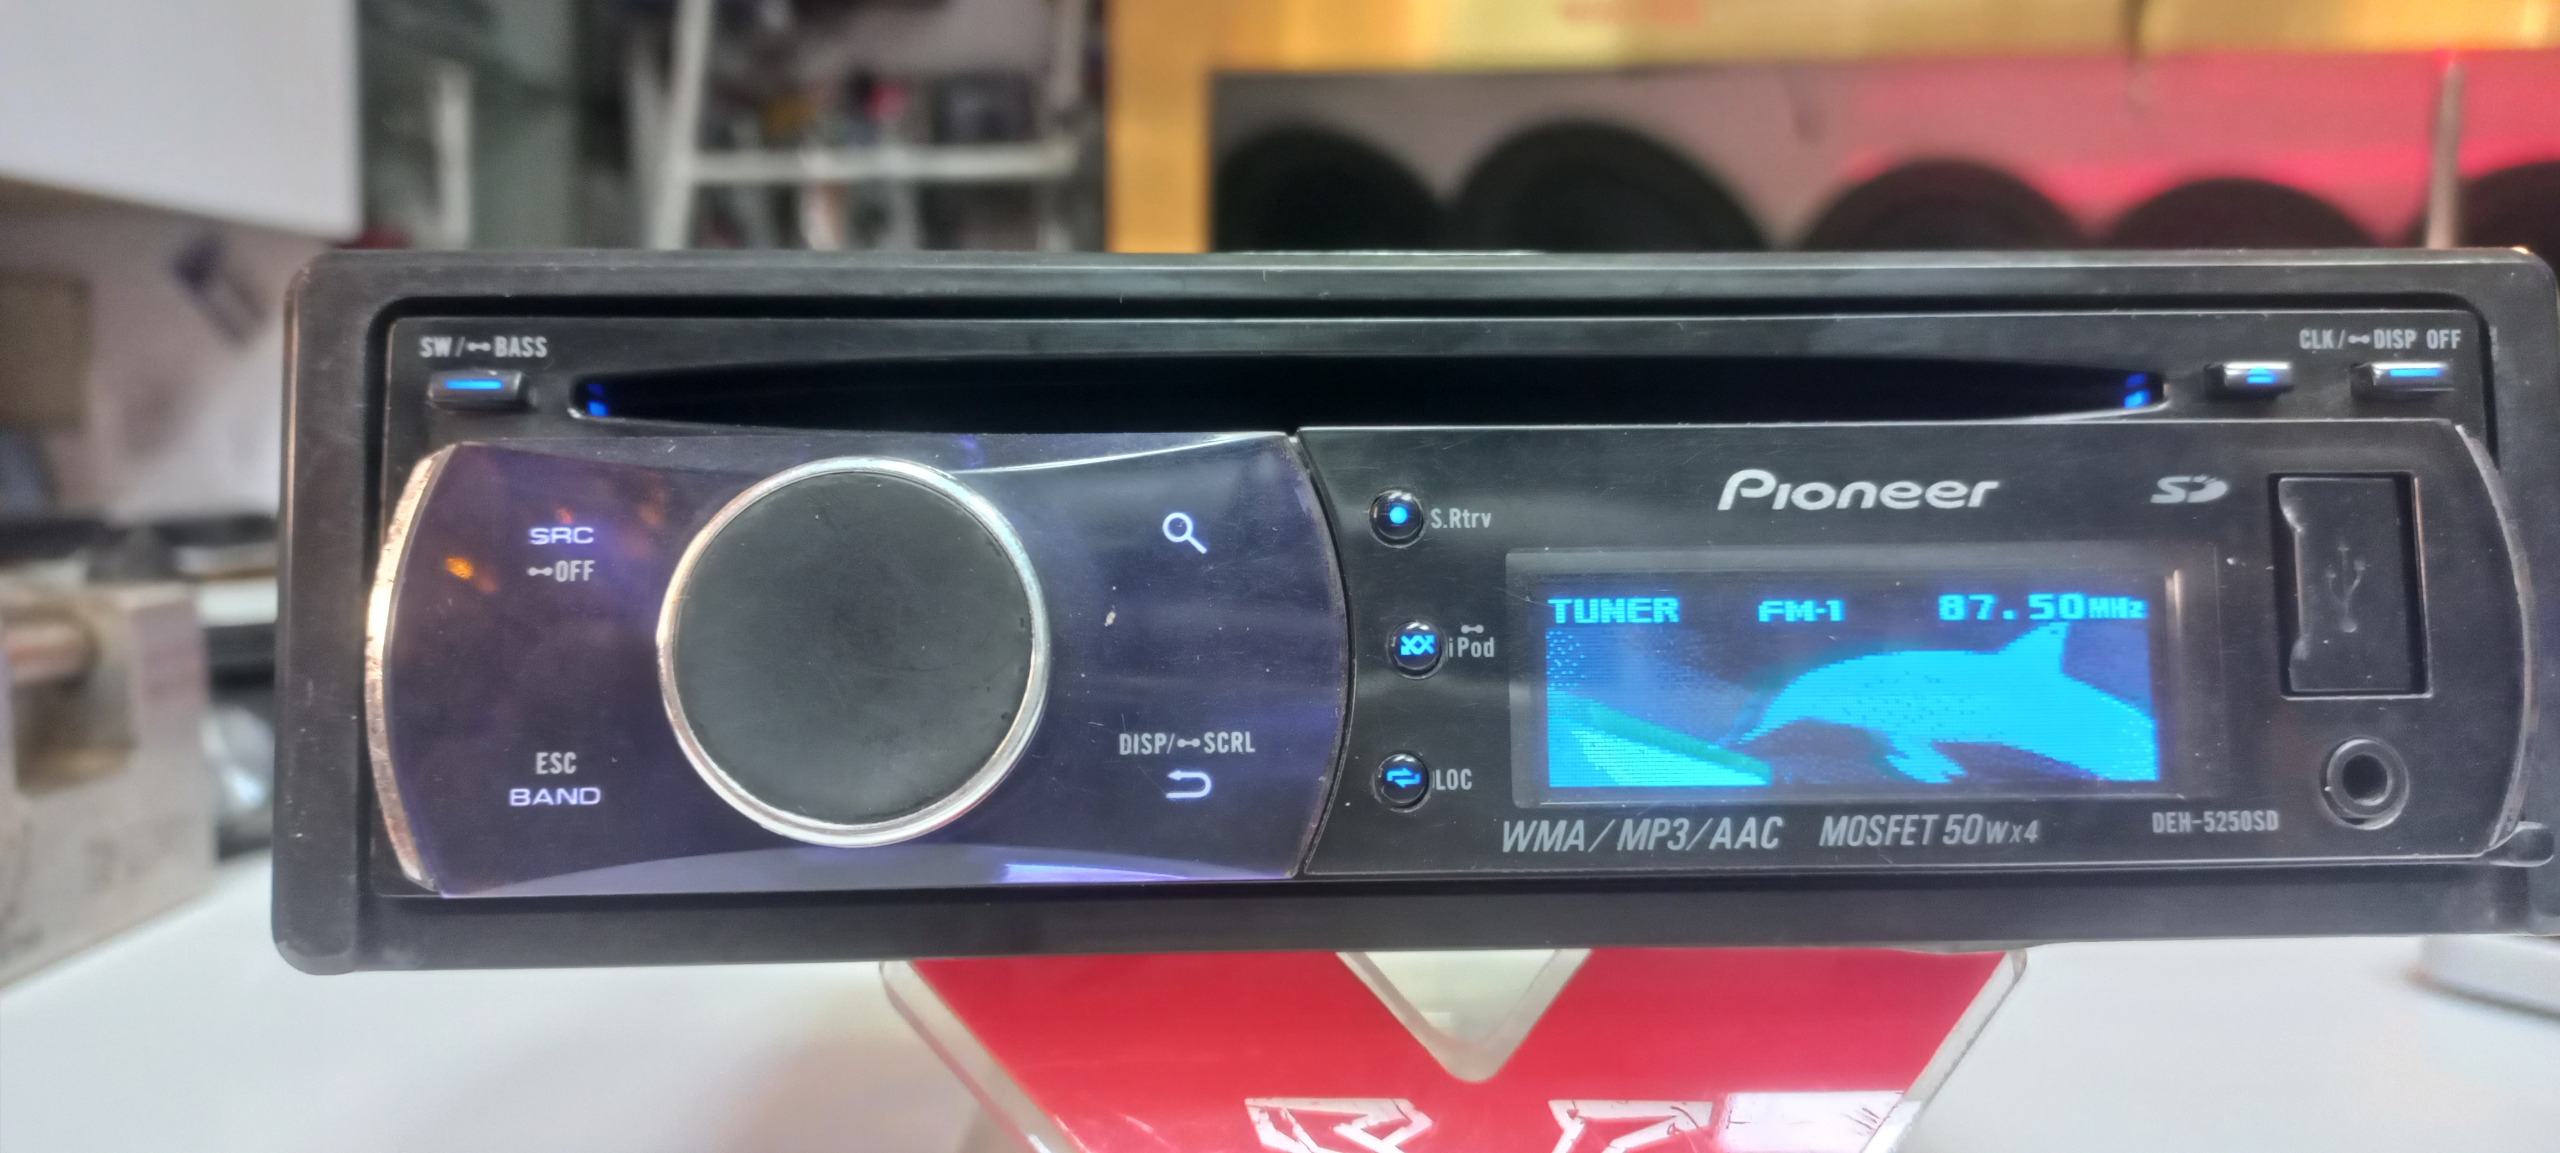 SW/ BASS
CLK/ DISP OFF
SRC
OFF
S.Rtrv
Pioneer
SD
TUNER FM-1 87.50MHz
iPod
DISP/ SCRL
ESC
BAND
LOC
WMA/MP3/AAC MOSFET 50Wx4 DEH-5250SD